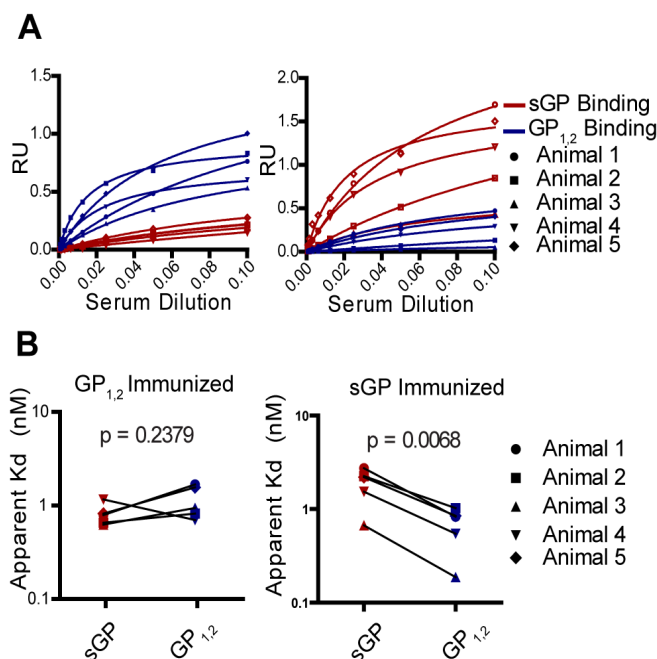 A
RU
1.5
1.0
0.5
0.0
0.00
0.02
0.04
0.06
0.08
0.10
Serum Dilution
RU
2.0
1.5
1.0
0.5
0.0
0.00
0.02
0.04
0.06
0.08
0.10
Serum Dilution
sGP Binding
GP1,2 Binding
Animal 1
Animal 2
Animal 3
Animal 4
Animal 5
B
GP1,2 Immunized
p = 0.2379
Apparent Kd (nM)
10
1
0.1
sGP
GP1,2
sGP Immunized
p = 0.0068
Apparent Kd (nM)
10
1
0.1
sGP
GP1,2
Animal 1
Animal 2
Animal 3
Animal 4
Animal 5